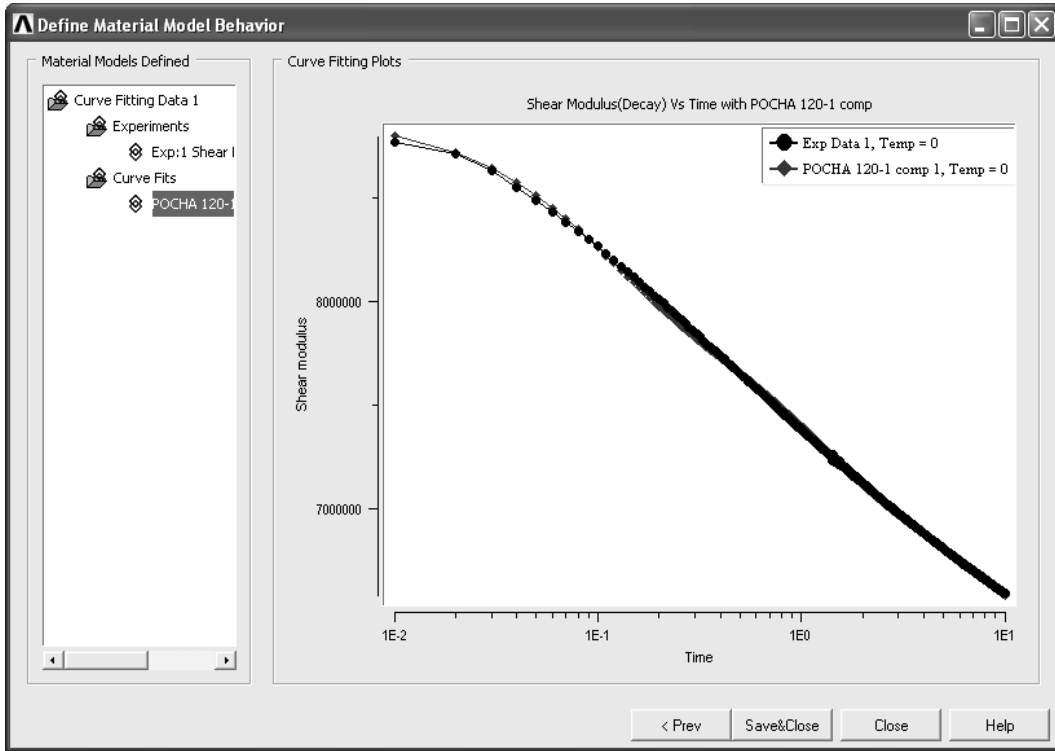 Define Material Model Behavior
Material Models Defined
Curve Fitting Data 1
Experiments
Exp:1 Shear
Curve Fits
POCHA 120-1
Curve Fitting Plots
Shear Modulus(Decay) Vs Time with POCHA 120-1 comp
Exp Data 1, Temp = 0
POCHA 120-1 comp 1, Temp = 0
Shear modulus
8000000
7000000
1E-2
1E-1
1E0
1E1
Time
< Prev
Save&Close
Close
Help